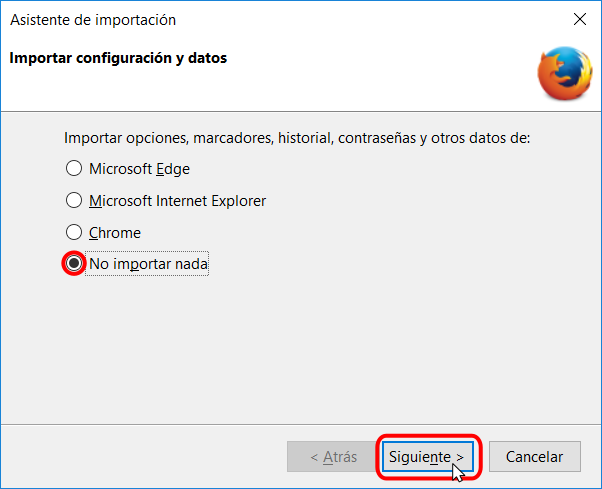 Asistente de importación
Importar configuración y datos
Importar opciones, marcadores, historial, contraseñas y otros datos de:
Microsoft Edge
Microsoft Internet Explorer
Chrome
No importar nada
< Atrás
Siguiente >
Cancelar